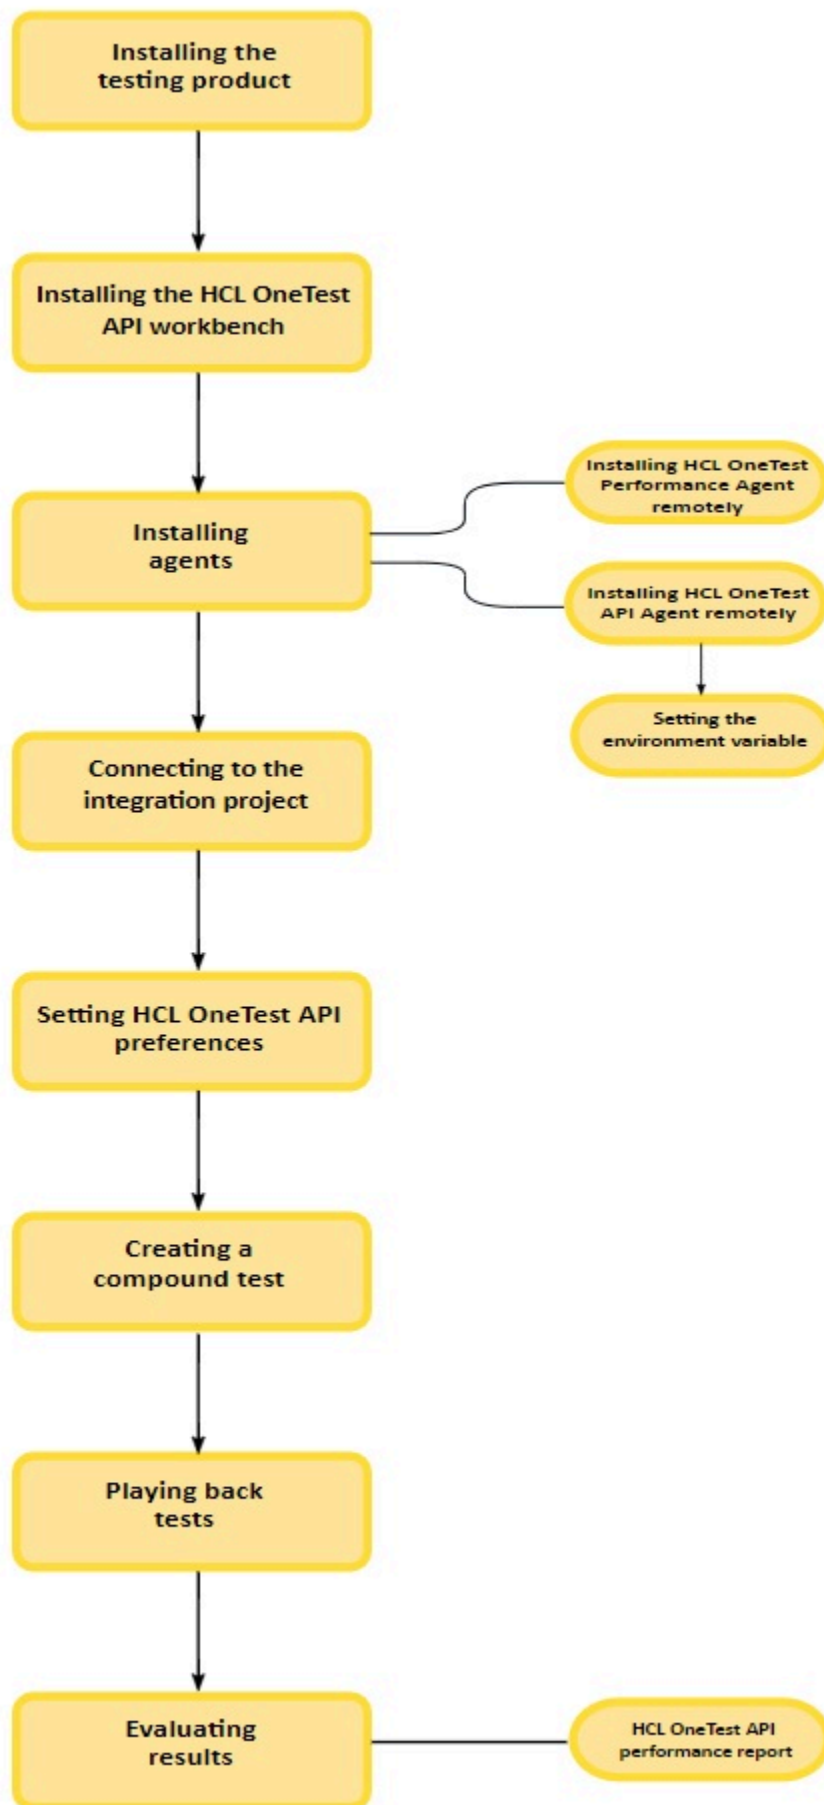 Installing the
testing product
Installing the HCL OneTest
API workbench
Installing
agents
Installing HCL OneTest
Performance Agent
remotely
Installing HCL OneTest
API Agent remotely
Setting the
environment variable
Connecting to the
integration project
Setting HCL OneTest API
preferences
Creating a
compound test
Playing back
tests
Evaluating
results
HCL OneTest API
performance report